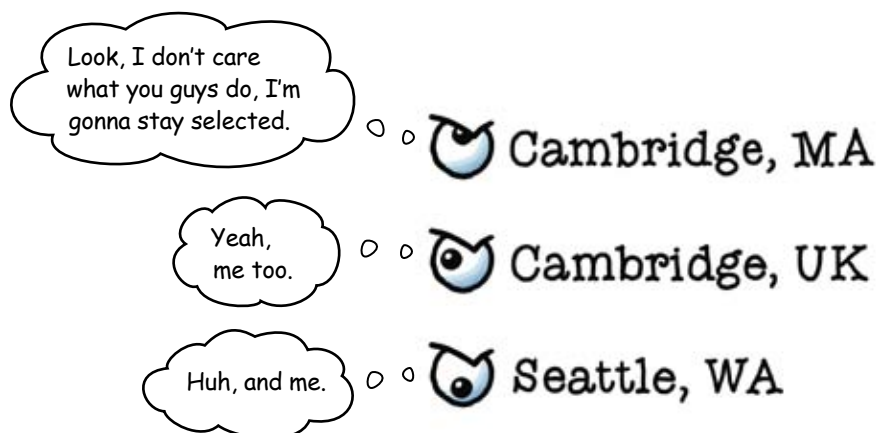 Look, I don't care
what you guys do, I'm
gonna stay selected.
Cambridge, MA
Yeah,
me too.
Cambridge, UK
Huh, and me.
Seattle, WA